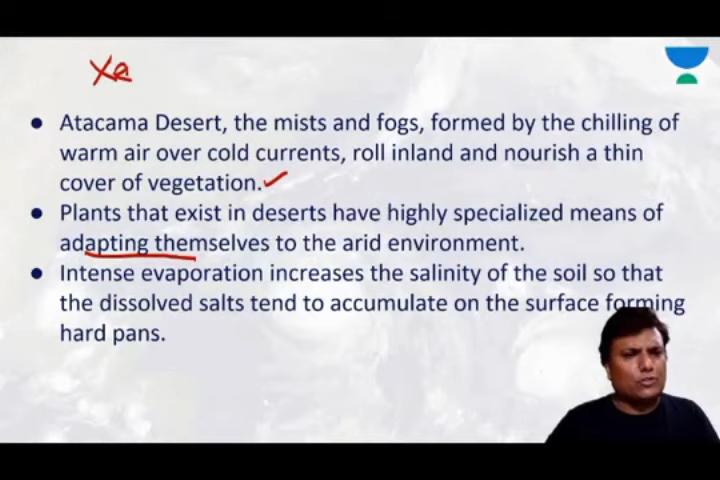 Xe
● Atacama Desert, the mists and fogs, formed by the chilling of
warm air over cold currents, roll inland and nourish a thin
cover of vegetation.
● Plants that exist in deserts have highly specialized means of
adapting themselves to the arid environment.
● Intense evaporation increases the salinity of the soil so that
the dissolved salts tend to accumulate on the surface forming
hard pans.